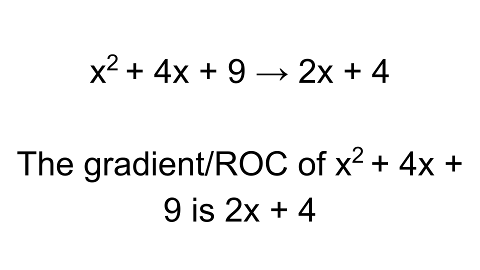 x² + 4x + 9 → 2x + 4
The gradient/ROC of x² + 4x +
9 is 2x + 4